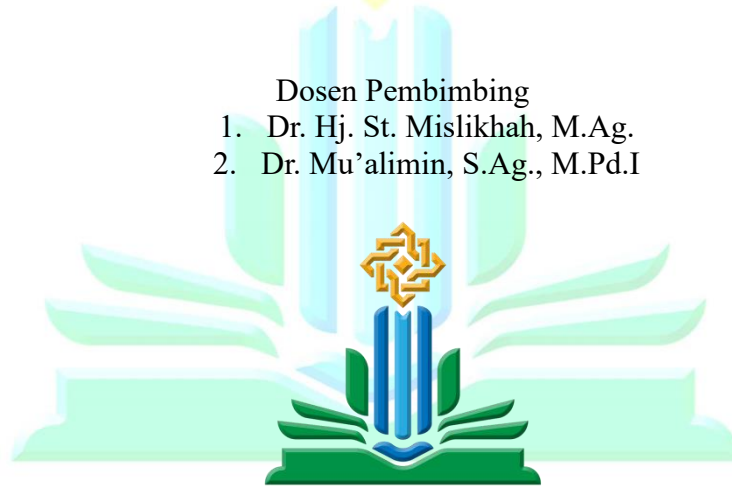 Dosen Pembimbing
1. Dr. Hj. St. Mislikhah, M.Ag.
2. Dr. Mu’alimin, S.Ag., M.Pd.I